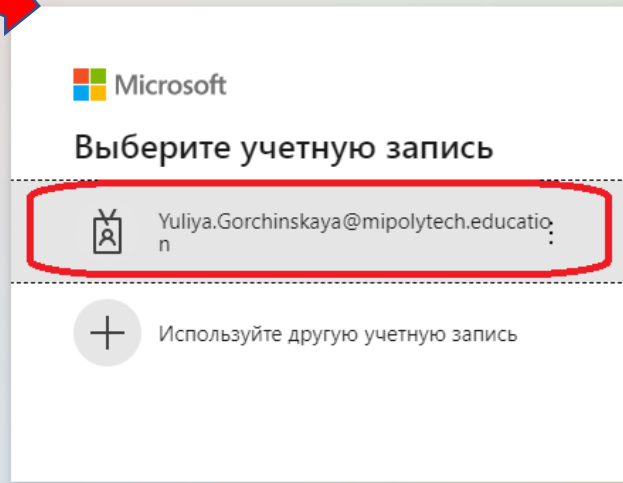 Microsoft
Выберите учетную запись
Yuliya.Gorchinskaya@mipolytech.educatio
n
Используйте другую учетную запись